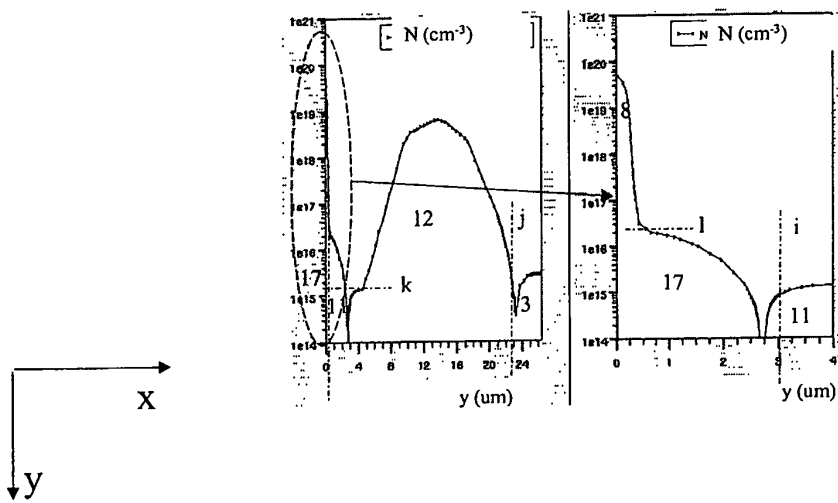 N (cm-3)
1e21
1e20
1e19
1e18
1e17
1e16
1e15
1e14
17
11
12
j
k
3
0 4 8 12 16 20 24
y (um)
N N (cm-3)
1e21
1e20
1e19
1e18
1e17
1e16
1e15
1e14
8
l
i
17
11
0 1 2 3 4
y (um)
x
y